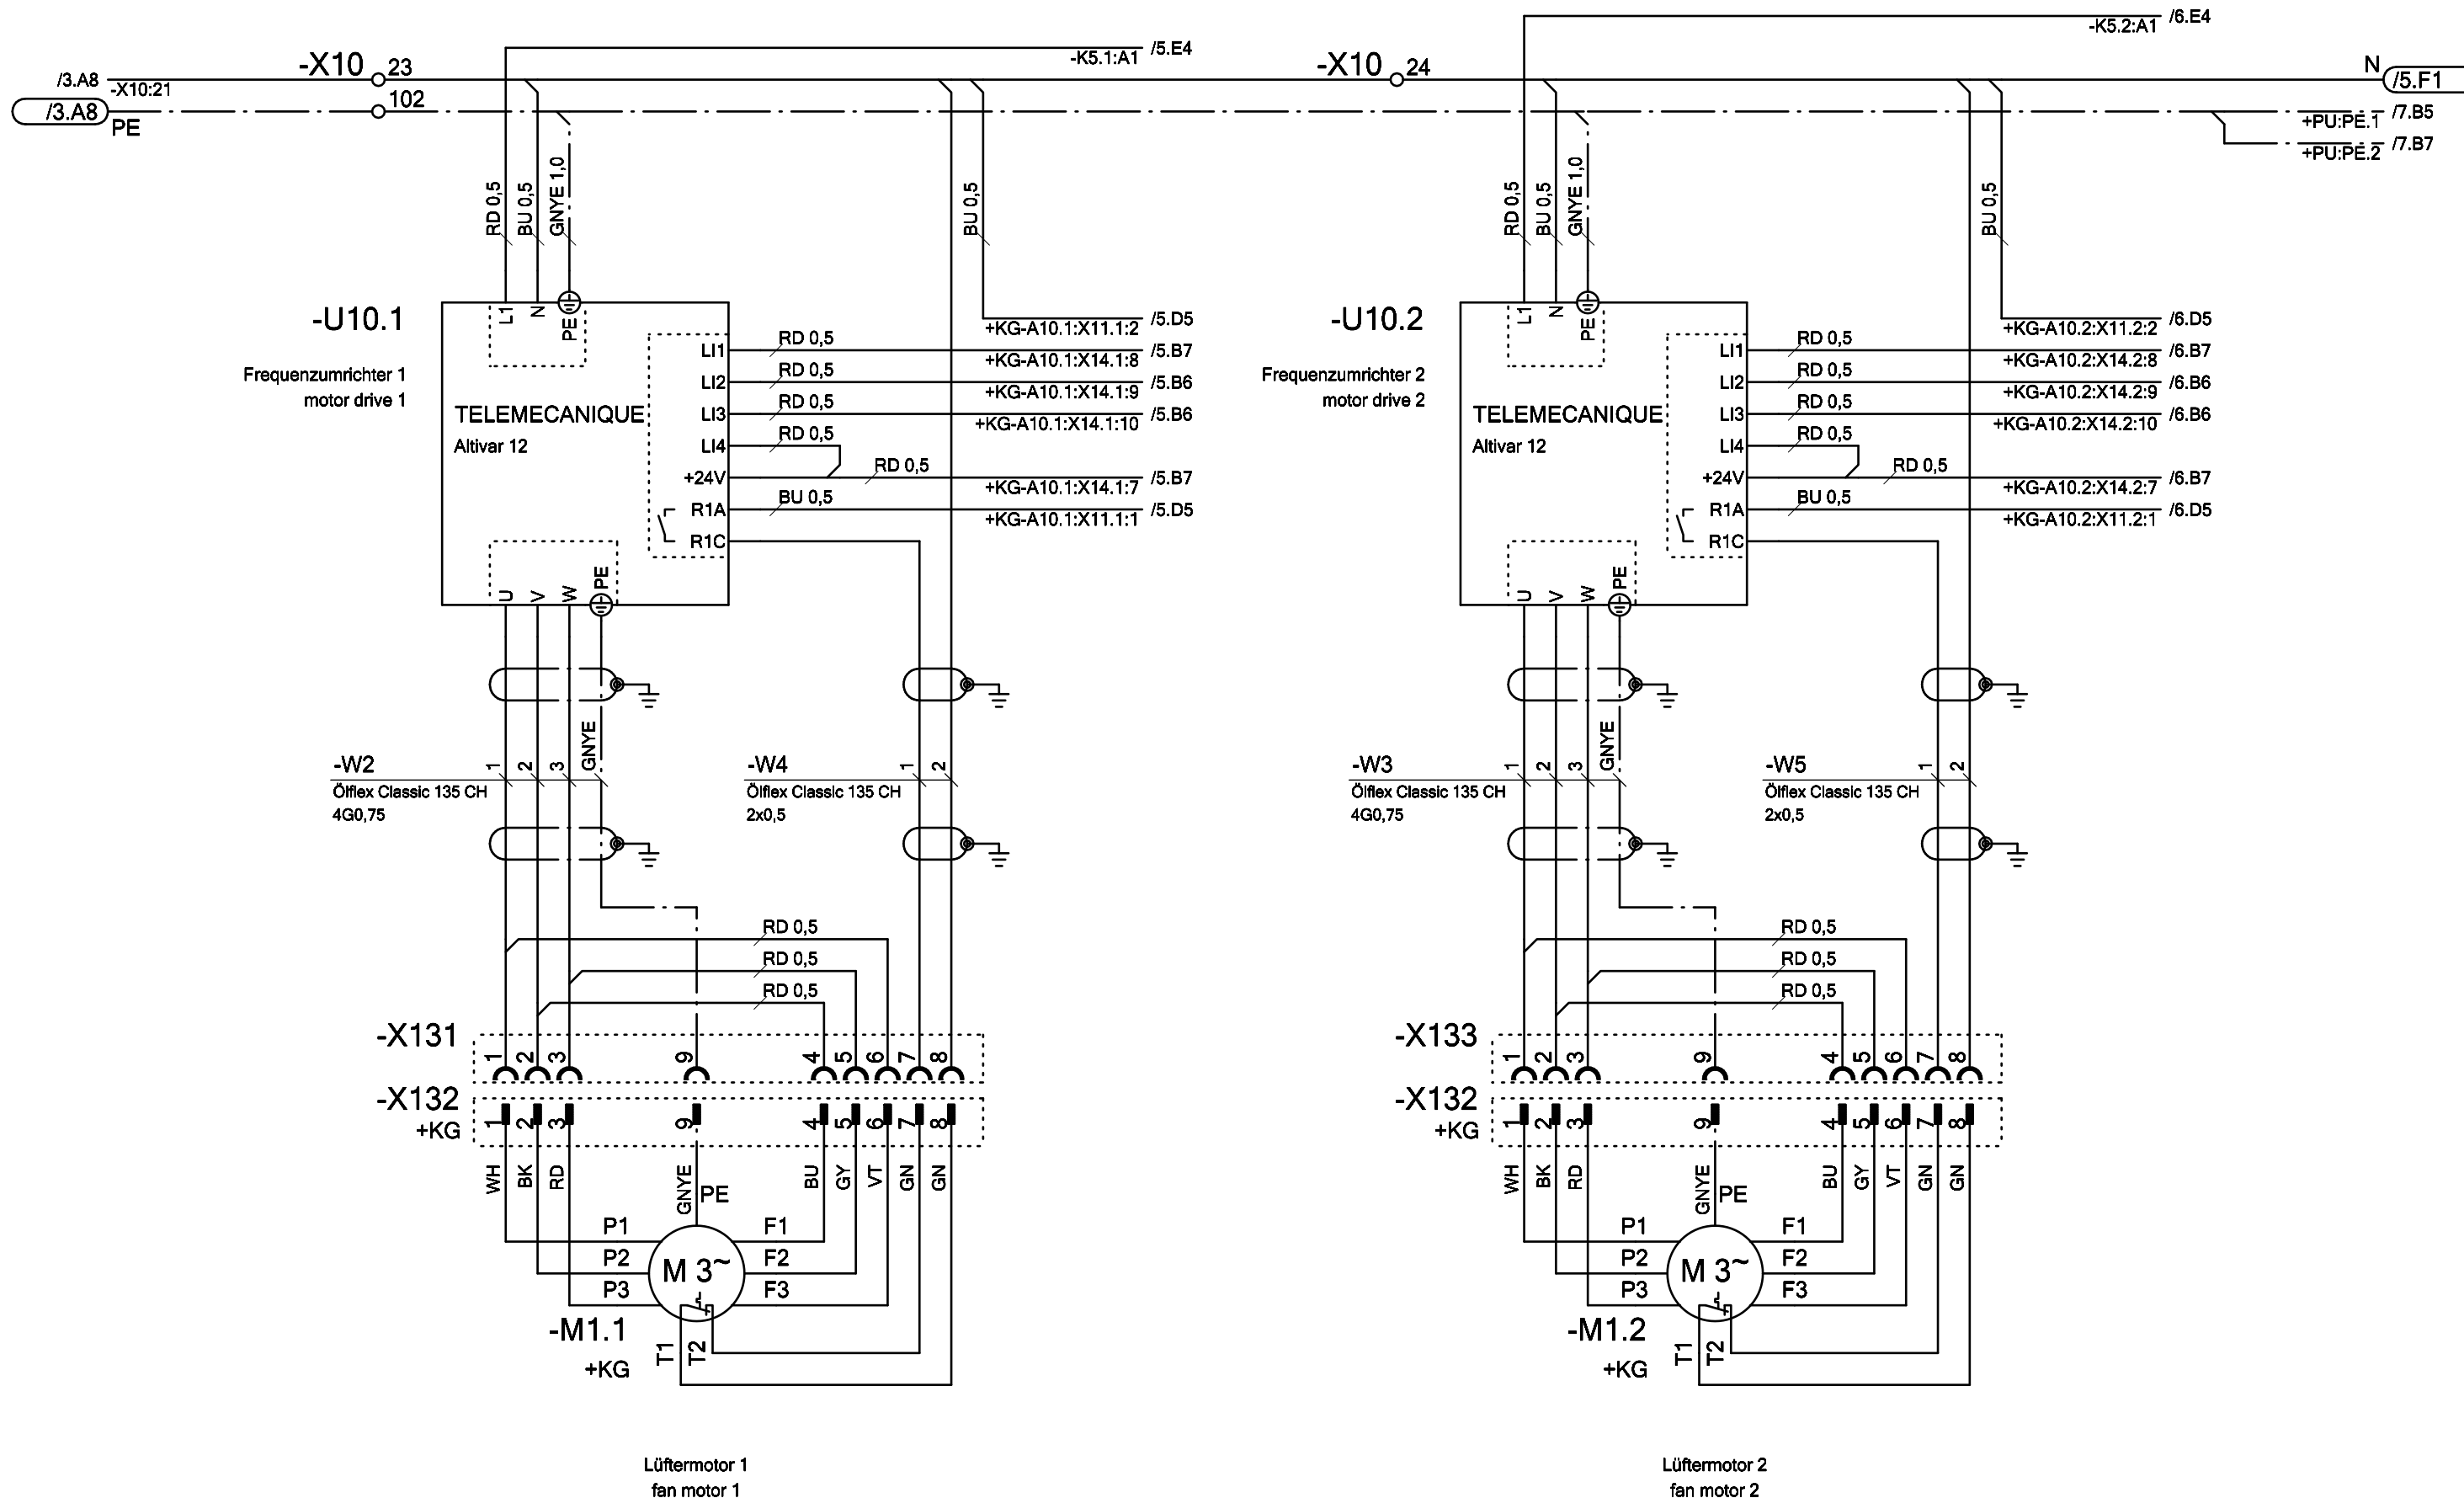 /6.E4
-K5.2:A1
/5.E4
-K5.1:A1
/3.A8
-X10:21
-X10 23
-X10 24
N
/5.F1
/3.A8
PE
102
+PU:PE.1 /7.B5
+PU:PE.2 /7.B7
RD 0,5
BU 0,5
GNYE 1,0
BU 0,5
RD 0,5
BU 0,5
GNYE 1,0
BU 0,5
-U10.1
Frequenzumrichter 1
motor drive 1
L1
N
PE
TELEMECANIQUE
Altivar 12
+KG-A10.1:X11.1:2 /5.D5
LI1 RD 0,5 +KG-A10.1:X14.1:8 /5.B7
LI2 RD 0,5 +KG-A10.1:X14.1:9 /5.B6
LI3 RD 0,5 +KG-A10.1:X14.1:10 /5.B6
LI4 RD 0,5
+24V RD 0,5 +KG-A10.1:X14.1:7 /5.B7
R1A BU 0,5 +KG-A10.1:X11.1:1 /5.D5
R1C
U
V
W
PE
-U10.2
Frequenzumrichter 2
motor drive 2
L1
N
PE
TELEMECANIQUE
Altivar 12
+KG-A10.2:X11.2:2 /6.D5
LI1 RD 0,5 +KG-A10.2:X14.2:8 /6.B7
LI2 RD 0,5 +KG-A10.2:X14.2:9 /6.B6
LI3 RD 0,5 +KG-A10.2:X14.2:10 /6.B6
LI4 RD 0,5
+24V RD 0,5 +KG-A10.2:X14.2:7 /6.B7
R1A BU 0,5 +KG-A10.2:X11.2:1 /6.D5
R1C
U
V
W
PE
-W2
Ölflex Classic 135 CH
4G0,75
1
2
3
GNYE
-W4
Ölflex Classic 135 CH
2x0,5
1
2
-W3
Ölflex Classic 135 CH
4G0,75
1
2
3
GNYE
-W5
Ölflex Classic 135 CH
2x0,5
1
2
RD 0,5
RD 0,5
RD 0,5
-X131
1 2 3 9 4 5 6 7 8
-X132
+KG
1 2 3 9 4 5 6 7 8
WH BK RD GNYE PE BU GY VT GN GN
P1 F1
P2 M 3~ F2
P3 F3
-M1.1
+KG
T1
T2
Lüftermotor 1
fan motor 1
RD 0,5
RD 0,5
RD 0,5
-X133
1 2 3 9 4 5 6 7 8
-X132
+KG
1 2 3 9 4 5 6 7 8
WH BK RD GNYE PE BU GY VT GN GN
P1 F1
P2 M 3~ F2
P3 F3
-M1.2
+KG
T1
T2
Lüftermotor 2
fan motor 2